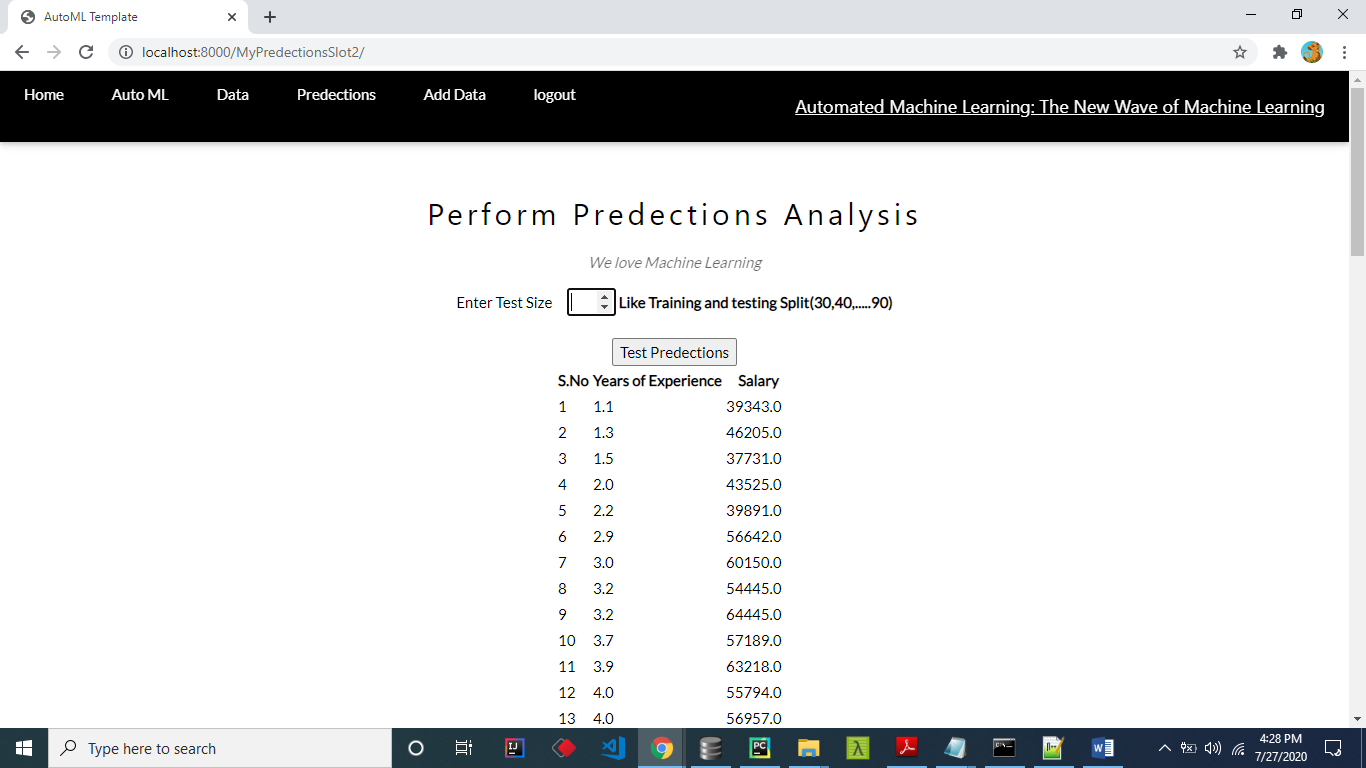 AutoML Template
localhost:8000/MyPredectionsSlot2/
Home Auto ML Data Predections Add Data logout
Automated Machine Learning: The New Wave of Machine Learning
Perform Predections Analysis
We love Machine Learning
Enter Test Size Like Training and testing Split(30,40,.....90)
Test Predections
S.No Years of Experience Salary
1 1.1 39343.0
2 1.3 46205.0
3 1.5 37731.0
4 2.0 43525.0
5 2.2 39891.0
6 2.9 56642.0
7 3.0 60150.0
8 3.2 54445.0
9 3.2 64445.0
10 3.7 57189.0
11 3.9 63218.0
12 4.0 55794.0
13 4.0 56957.0
Type here to search
4:28 PM
7/27/2020